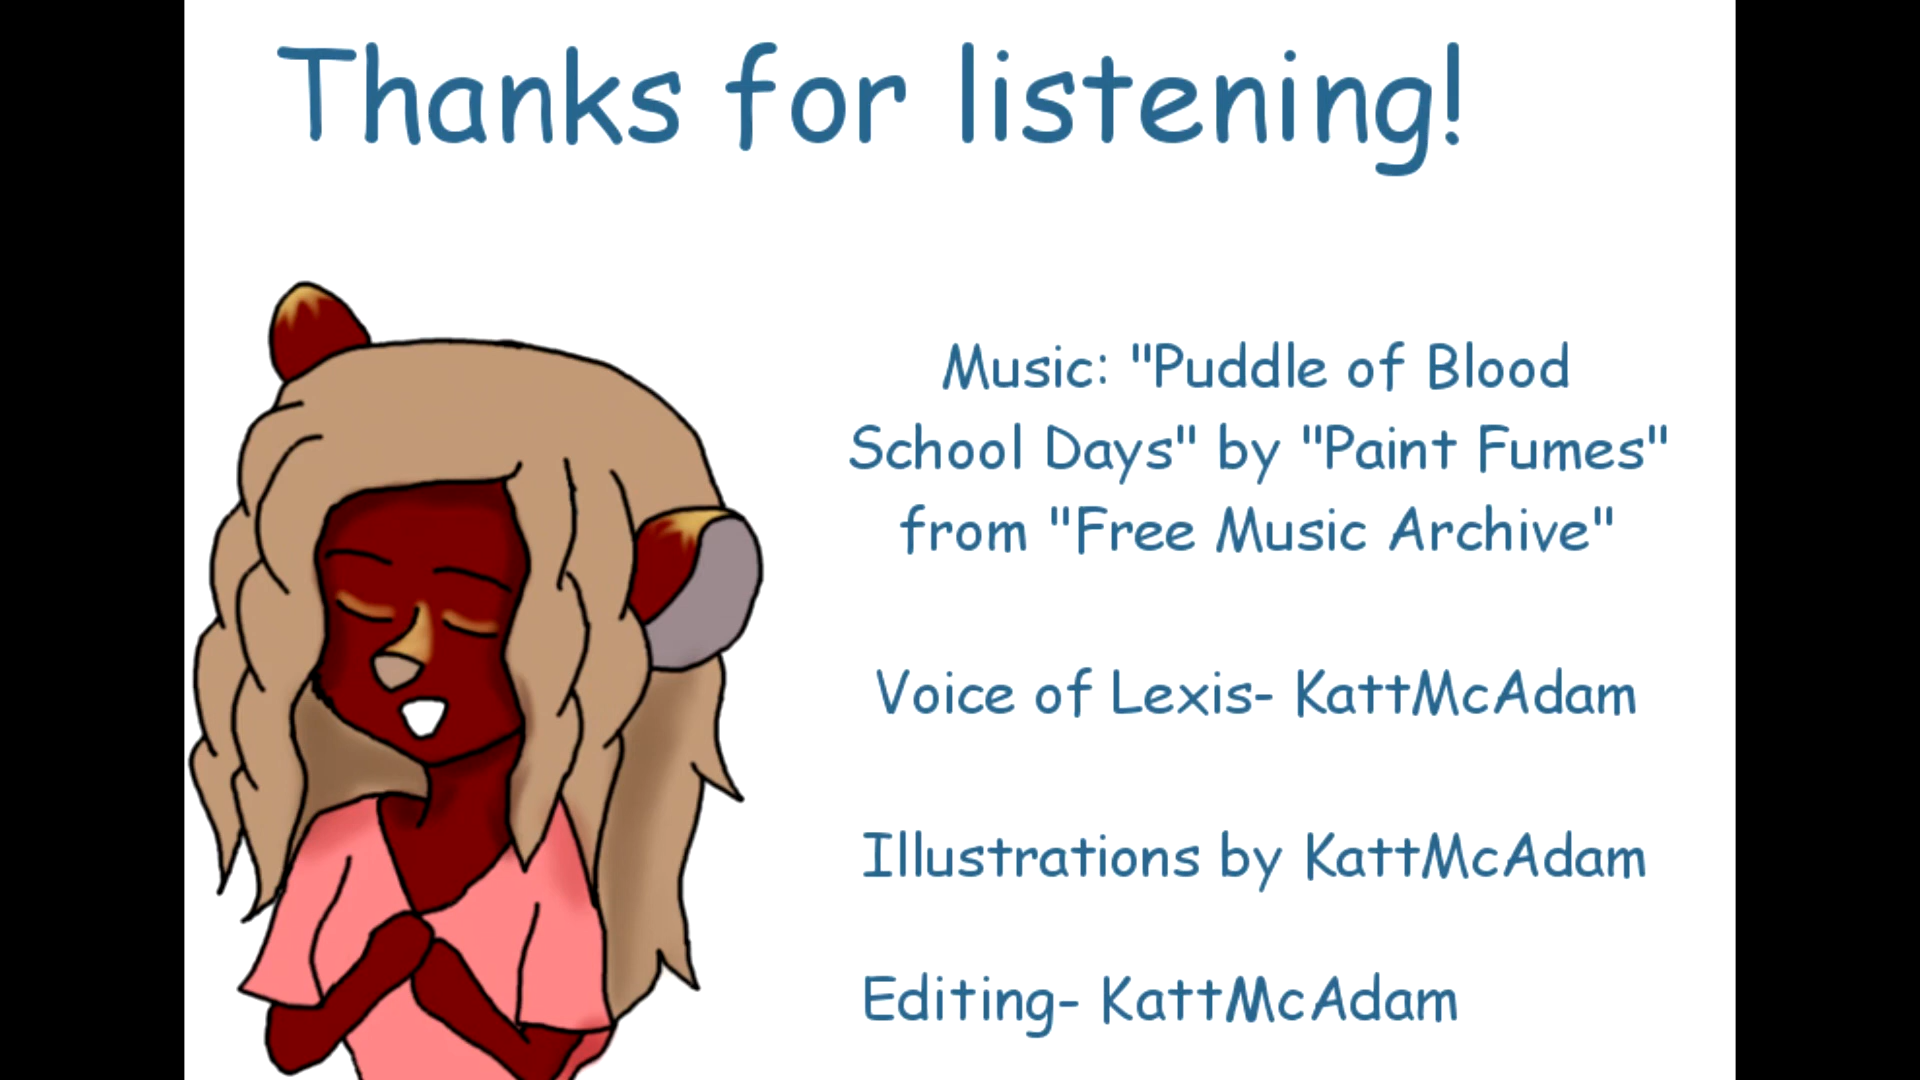 Thanks for listening!
Music: "Puddle of Blood
School Days" by "Paint Fumes"
from "Free Music Archive"
Voice of Lexis- KattMcAdam
Illustrations by KattMcAdam
Editing- KattMcAdam